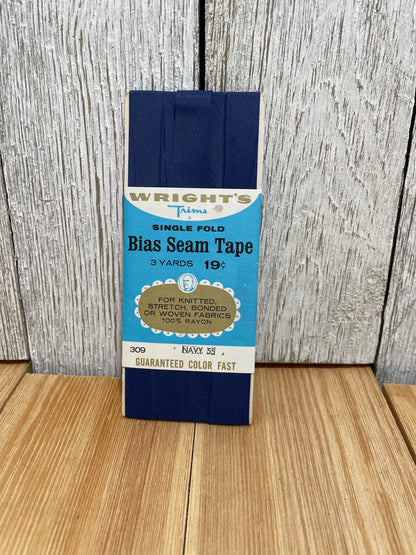 WRIGHT'S
Trims
SINGLE FOLD
Bias Seam Tape
3 YARDS 19¢
FOR KNITTED,
STRETCH, BONDED
OR WOVEN FABRICS
100% RAYON
309 NAVY 55
GUARANTEED COLOR FAST